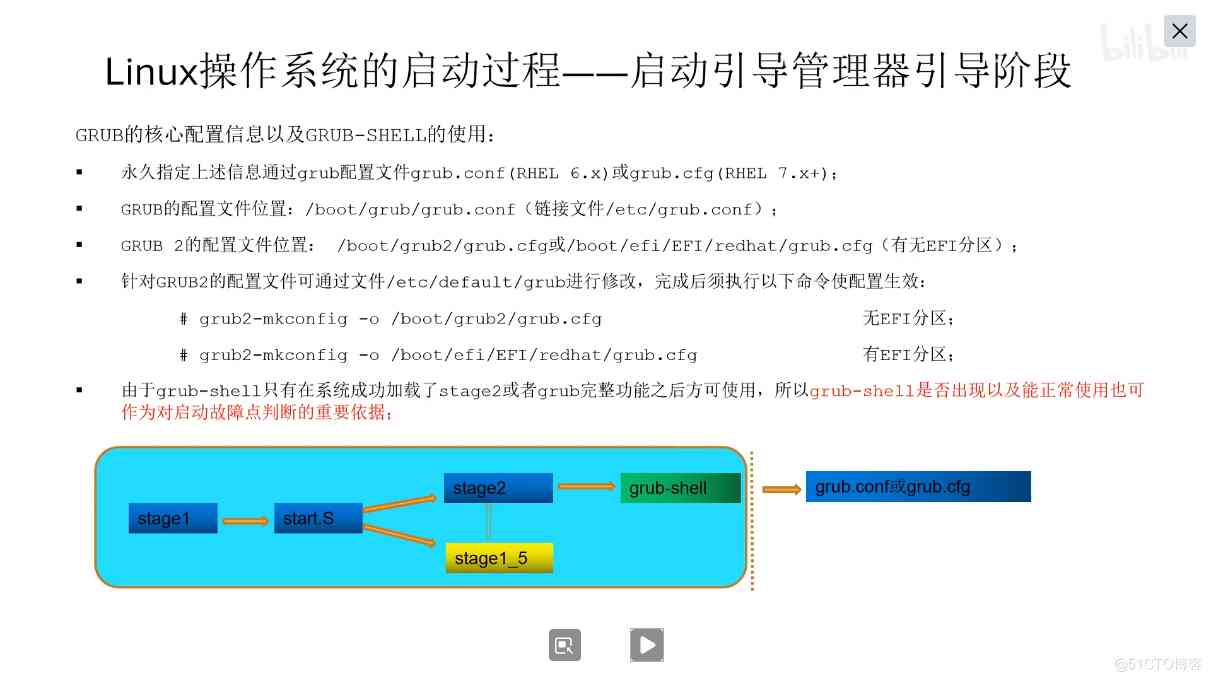 bilibili
Linux操作系统的启动过程——启动引导管理器引导阶段
GRUB的核心配置信息以及GRUB-SHELL的使用:
▪ 永久指定上述信息通过grub配置文件grub.conf(RHEL 6.x)或grub.cfg(RHEL 7.x+);
▪ GRUB的配置文件位置: /boot/grub/grub.conf (链接文件/etc/grub.conf) ;
▪ GRUB 2的配置文件位置: /boot/grub2/grub.cfg或/boot/efi/EFI/redhat/grub.cfg (有无EFI分区) ;
▪ 针对GRUB2的配置文件可通过文件/etc/default/grub进行修改, 完成后须执行以下命令使配置生效:
# grub2-mkconfig -o /boot/grub2/grub.cfg 无EFI分区;
# grub2-mkconfig -o /boot/efi/EFI/redhat/grub.cfg 有EFI分区;
▪ 由于grub-shell只有在系统成功加载了stage2或者grub完整功能之后方可使用, 所以grub-shell是否出现以及能正常使用也可
作为对启动故障点判断的重要依据;
stage1
start.S
stage2
stage1_5
grub-shell
grub.conf或grub.cfg
@51CTO博客